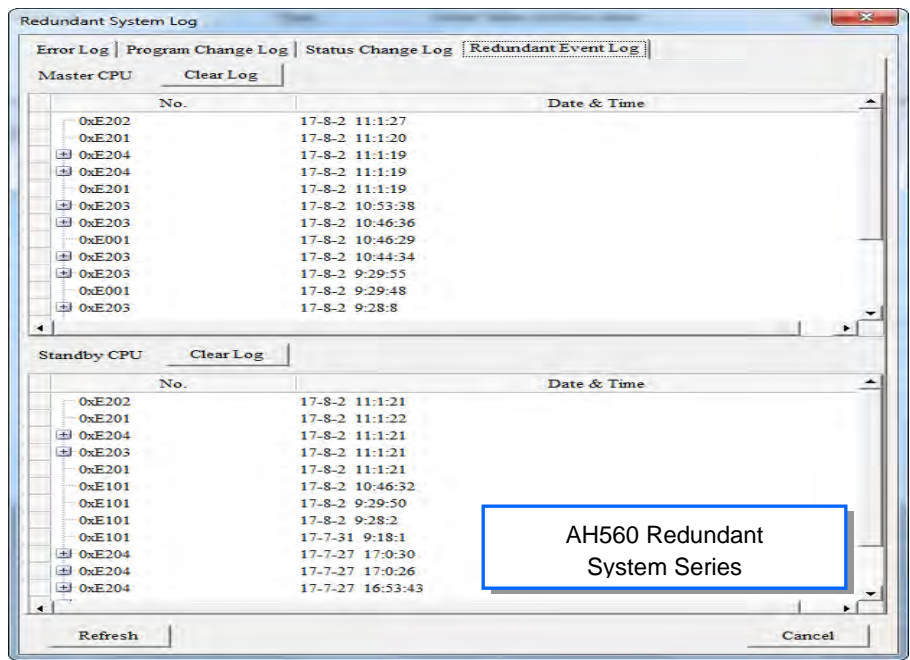 Redundant System Log
Error Log Program Change Log Status Change Log Redundant Event Log
Master CPU Clear Log
No. Date & Time
0xE202 17-8-2 11:1:27
0xE201 17-8-2 11:1:20
0xE204 17-8-2 11:1:19
0xE204 17-8-2 11:1:19
0xE201 17-8-2 11:1:19
0xE203 17-8-2 10:53:38
0xE203 17-8-2 10:46:36
0xE001 17-8-2 10:46:29
0xE203 17-8-2 10:44:34
0xE203 17-8-2 9:29:55
0xE001 17-8-2 9:29:48
0xE203 17-8-2 9:28:8
Standby CPU Clear Log
No. Date & Time
0xE202 17-8-2 11:1:21
0xE201 17-8-2 11:1:22
0xE204 17-8-2 11:1:21
0xE203 17-8-2 11:1:21
0xE201 17-8-2 11:1:21
0xE101 17-8-2 10:46:32
0xE101 17-8-2 9:29:50
0xE101 17-8-2 9:28:2
0xE101 17-7-31 9:18:1
0xE204 17-7-27 17:0:30
0xE204 17-7-27 17:0:26
0xE204 17-7-27 16:53:43
AH560 Redundant
System Series
Refresh Cancel